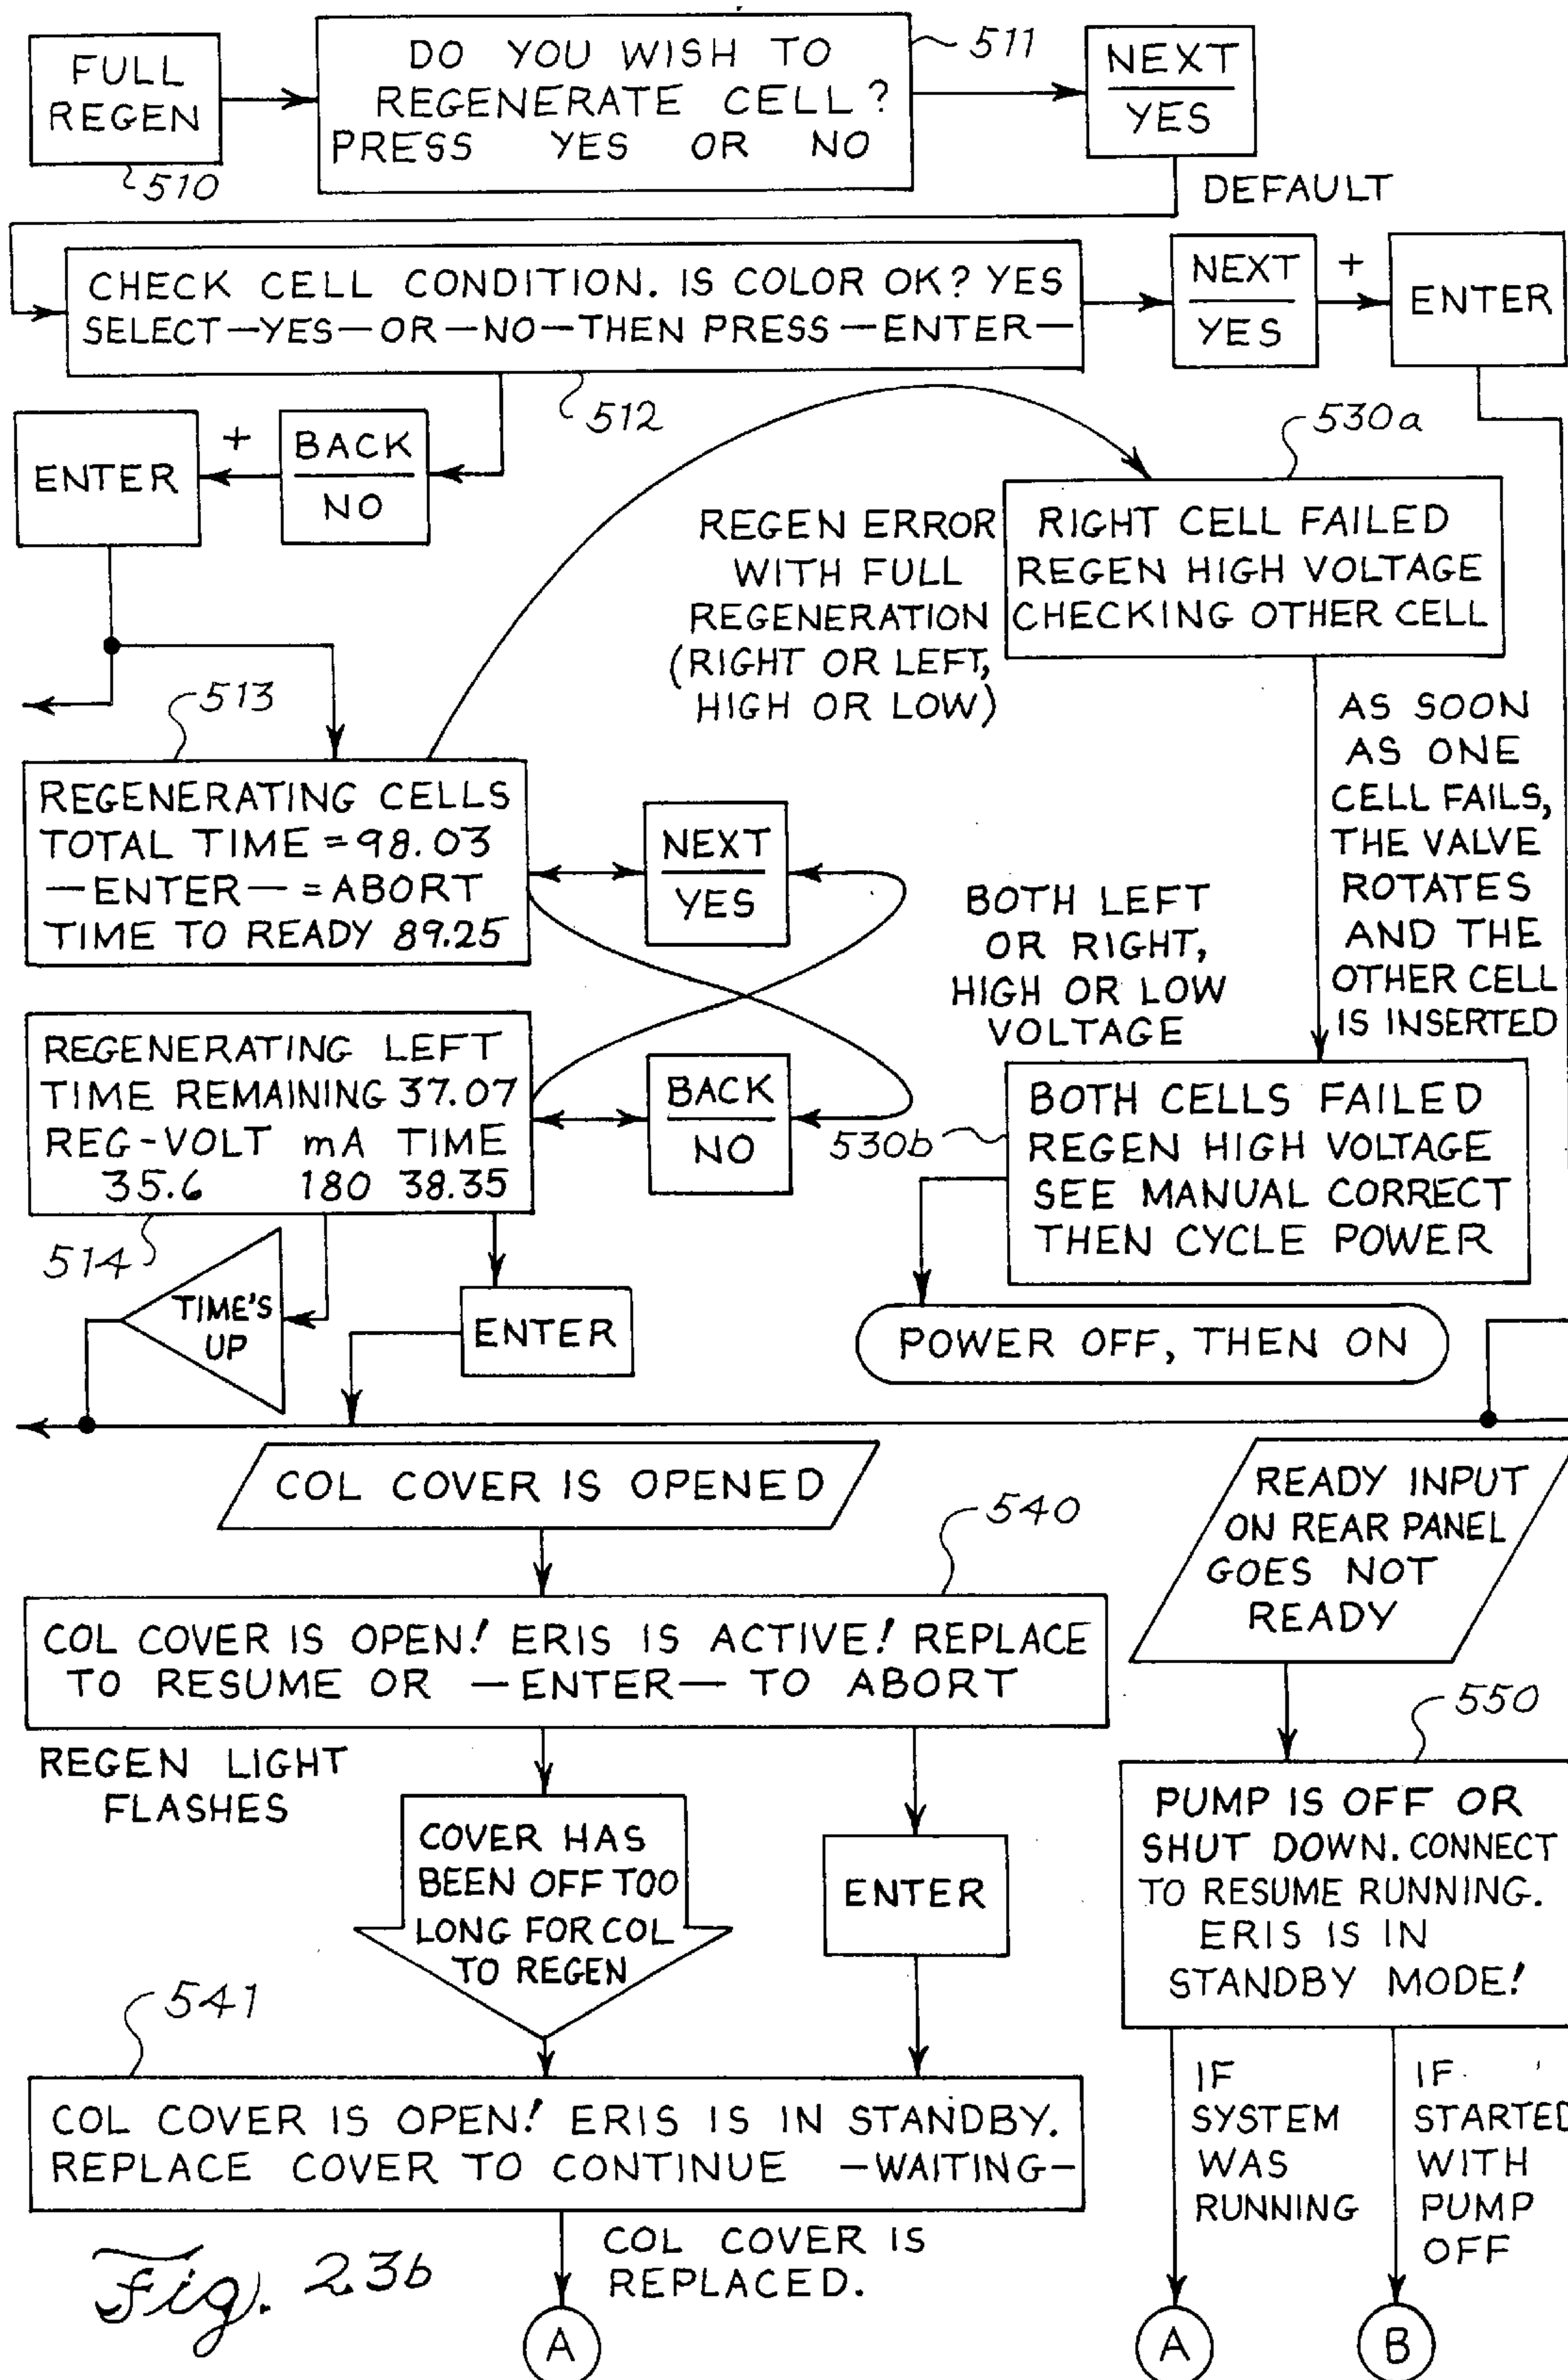 FULL
REGEN
510
DO YOU WISH TO
REGENERATE CELL?
PRESS YES OR NO
511
NEXT
YES
DEFAULT
CHECK CELL CONDITION. IS COLOR OK? YES
SELECT—YES—OR—NO—THEN PRESS—ENTER—
512
NEXT
YES
+
ENTER
BACK
NO
+
ENTER
REGEN ERROR
WITH FULL
REGENERATION
(RIGHT OR LEFT,
HIGH OR LOW)
530a
RIGHT CELL FAILED
REGEN HIGH VOLTAGE
CHECKING OTHER CELL
AS SOON
AS ONE
CELL FAILS,
THE VALVE
ROTATES
AND THE
OTHER CELL
IS INSERTED
513
REGENERATING CELLS
TOTAL TIME = 98.03
—ENTER— = ABORT
TIME TO READY 89.25
NEXT
YES
BOTH LEFT
OR RIGHT,
HIGH OR LOW
VOLTAGE
REGENERATING LEFT
TIME REMAINING 37.07
REG-VOLT mA TIME
35.6 180 38.35
514
BACK
NO
530b
BOTH CELLS FAILED
REGEN HIGH VOLTAGE
SEE MANUAL CORRECT
THEN CYCLE POWER
TIME'S
UP
ENTER
POWER OFF, THEN ON
COL COVER IS OPENED
540
COL COVER IS OPEN! ERIS IS ACTIVE! REPLACE
TO RESUME OR —ENTER— TO ABORT
REGEN LIGHT
FLASHES
COVER HAS
BEEN OFF TOO
LONG FOR COL
TO REGEN
ENTER
541
COL COVER IS OPEN! ERIS IS IN STANDBY.
REPLACE COVER TO CONTINUE -WAITING-
COL COVER IS
REPLACED.
A
READY INPUT
ON REAR PANEL
GOES NOT
READY
550
PUMP IS OFF OR
SHUT DOWN. CONNECT
TO RESUME RUNNING.
ERIS IS IN
STANDBY MODE!
IF
SYSTEM
WAS
RUNNING
IF
STARTED
WITH
PUMP
OFF
A
B
Fig. 23b